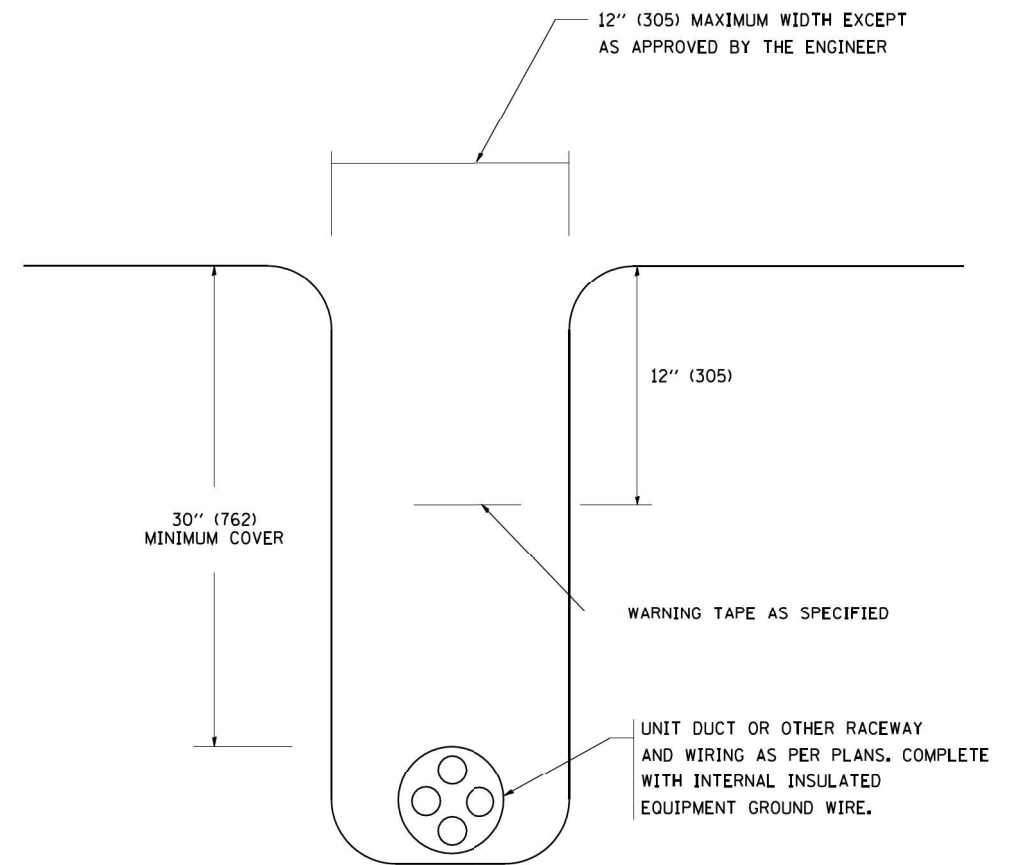 12'' (305) MAXIMUM WIDTH EXCEPT
AS APPROVED BY THE ENGINEER
12'' (305)
30'' (762)
MINIMUM COVER
WARNING TAPE AS SPECIFIED
UNIT DUCT OR OTHER RACEWAY
AND WIRING AS PER PLANS. COMPLETE
WITH INTERNAL INSULATED
EQUIPMENT GROUND WIRE.